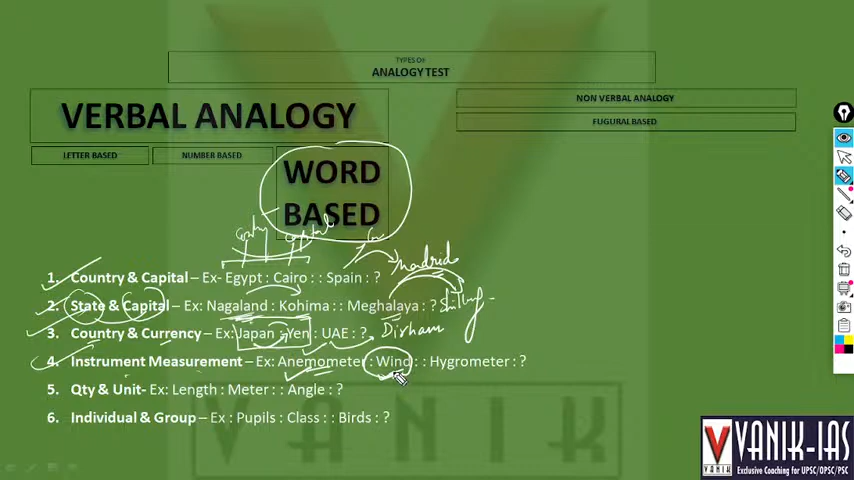 TYPES OF
ANALOGY TEST
VERBAL ANALOGY
NON VERBAL ANALOGY
FUGURAL BASED
LETTER BASED
NUMBER BASED
WORD
BASED
capital
madrid
1. Country & Capital – Ex- Egypt : Cairo : : Spain : ?
2. State & Capital – Ex: Nagaland : Kohima : : Meghalaya : ? Shillong -
3. Country & Currency – Ex: Japan : Yen : UAE : ? Dirham
4. Instrument Measurement – Ex: Anemometer : Wind : : Hygrometer : ?
5. Qty & Unit- Ex: Length : Meter : : Angle : ?
6. Individual & Group – Ex : Pupils : Class : : Birds : ?
V A N I K
VANIK-IAS
VANIK
Exclusive Coaching for UPSC/OPSC/PSC